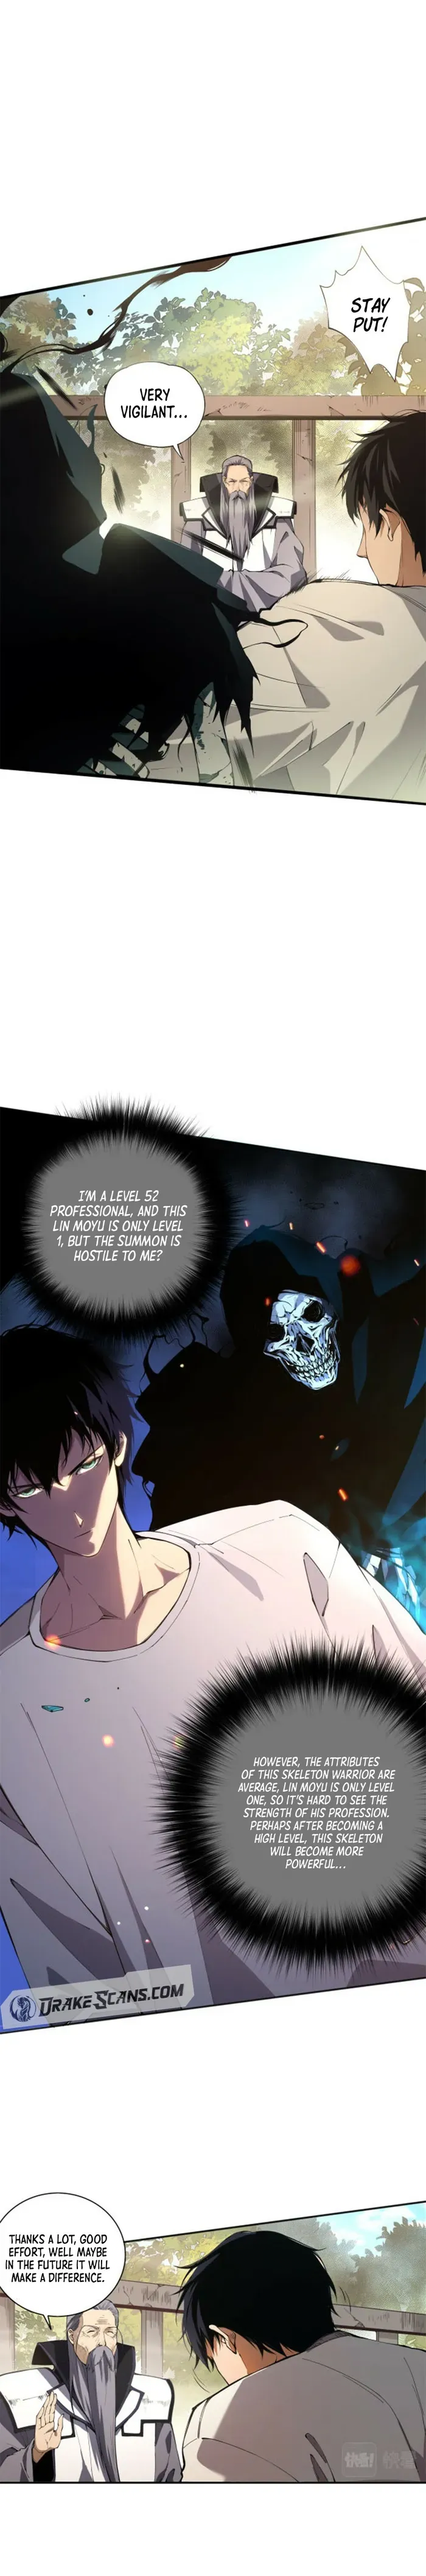 STAY
PUT!
VERY
VIGILANT...
I'M A LEVEL 52
PROFESSIONAL, AND THIS
LIN MOYU IS ONLY LEVEL
1, BUT THE SUMMON IS
HOSTILE TO ME?
HOWEVER, THE ATTRIBUTES
OF THIS SKELETON WARRIOR ARE
AVERAGE, LIN MOYU IS ONLY LEVEL
ONE, SO IT'S HARD TO SEE THE
STRENGTH OF HIS PROFESSION.
PERHAPS AFTER BECOMING A
HIGH LEVEL, THIS SKELETON
WILL BECOME MORE
POWERFUL...
DRAKESCANS.COM
THANKS A LOT, GOOD
EFFORT, WELL MAYBE
IN THE FUTURE IT WILL
MAKE A DIFFERENCE.